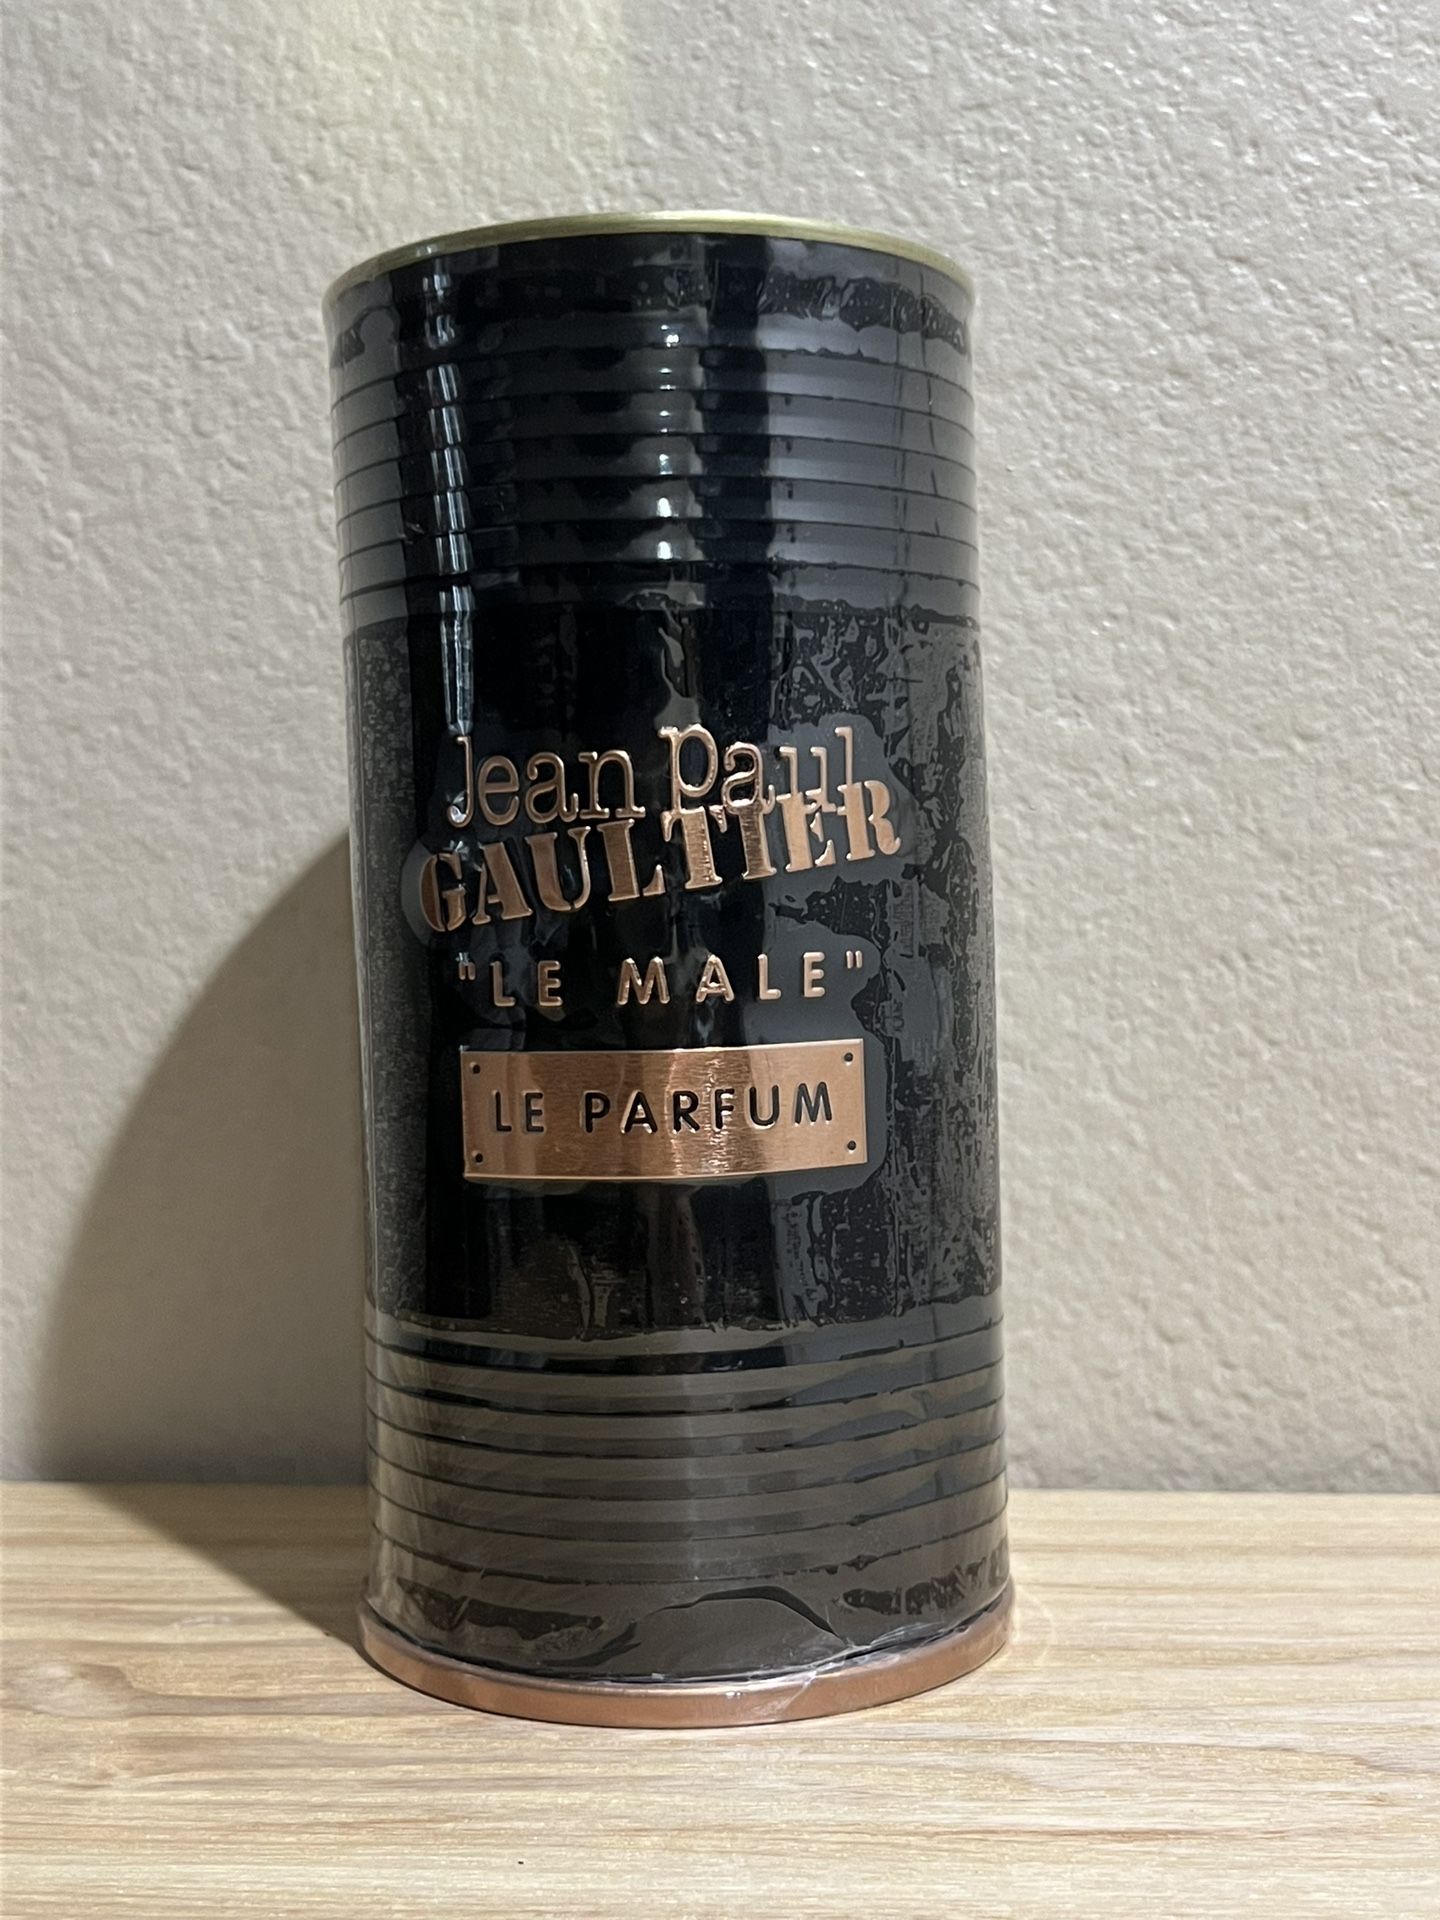 Jean Paul
GAULTIER
"LE MALE"
LE PARFUM